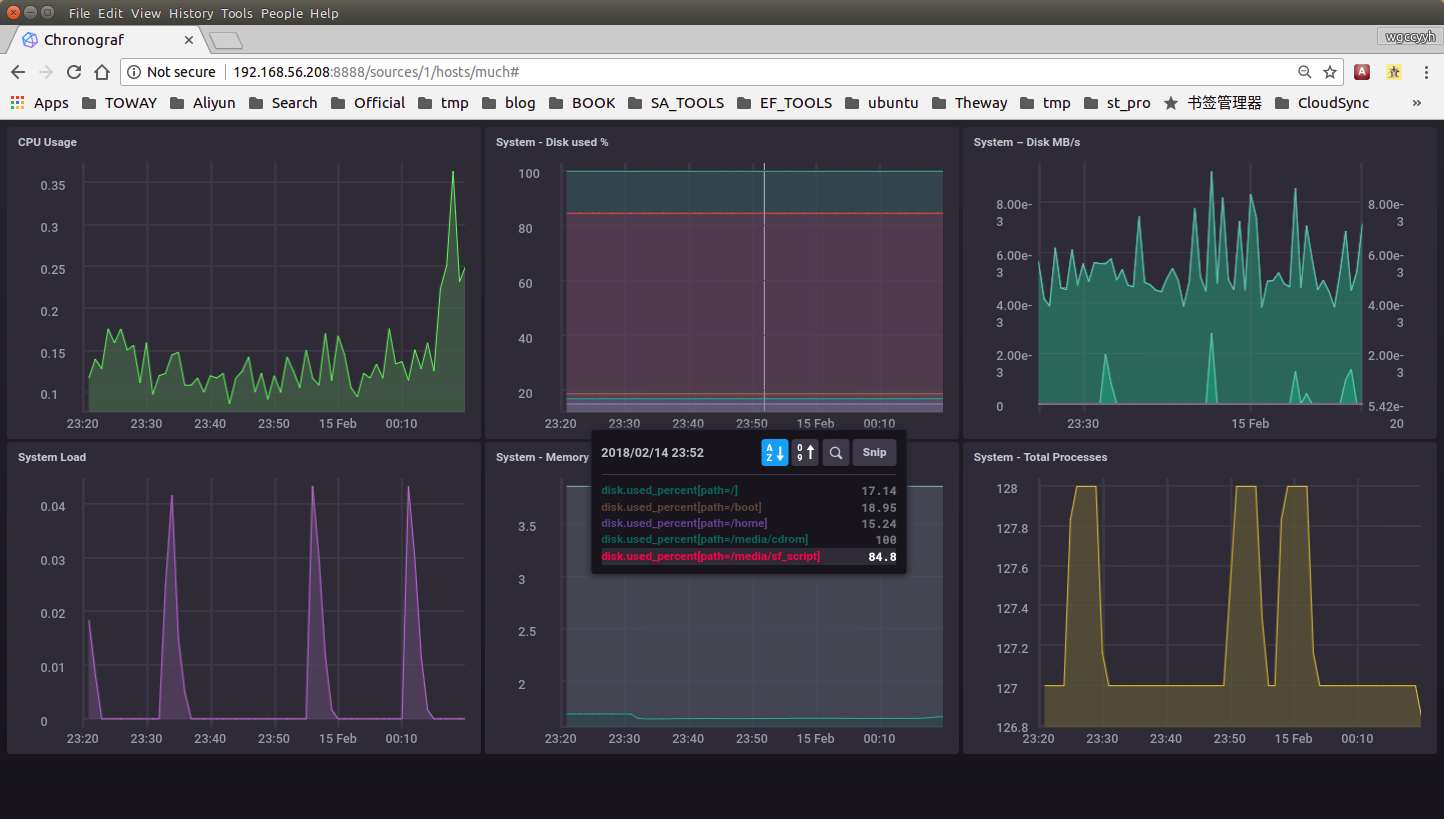 File Edit View History Tools People Help
Chronograf
wgccyyh
Not secure 192.168.56.208:8888/sources/1/hosts/much#
Apps TOWAY Aliyun Search Official tmp blog BOOK SA_TOOLS EF_TOOLS ubuntu Theway tmp st_pro 书签管理器 CloudSync »
CPU Usage
0.35
0.3
0.25
0.2
0.15
0.1
23:20 23:30 23:40 23:50 15 Feb 00:10
System - Disk used %
100
80
60
40
20
23:20 23:30 23:40 23:50 15 Feb 00:10
System – Disk MB/s
8.00e-
3
6.00e-
3
4.00e-
3
2.00e-
3
0
8.00e-
3
6.00e-
3
4.00e-
3
2.00e-
3
5.42e-
20
23:30 15 Feb
System Load
0.04
0.03
0.02
0.01
0
23:20 23:30 23:40 23:50 15 Feb 00:10
System - Memory
3.5
3
2.5
2
23:20 23:30 23:40 23:50 15 Feb 00:10
2018/02/14 23:52 A Z 0 9 Snip
disk.used_percent[path=/] 17.14
disk.used_percent[path=/boot] 18.95
disk.used_percent[path=/home] 15.24
disk.used_percent[path=/media/cdrom] 100
disk.used_percent[path=/media/sf_script] 84.8
System - Total Processes
128
127.8
127.6
127.4
127.2
127
126.8
23:20 23:30 23:40 23:50 15 Feb 00:10